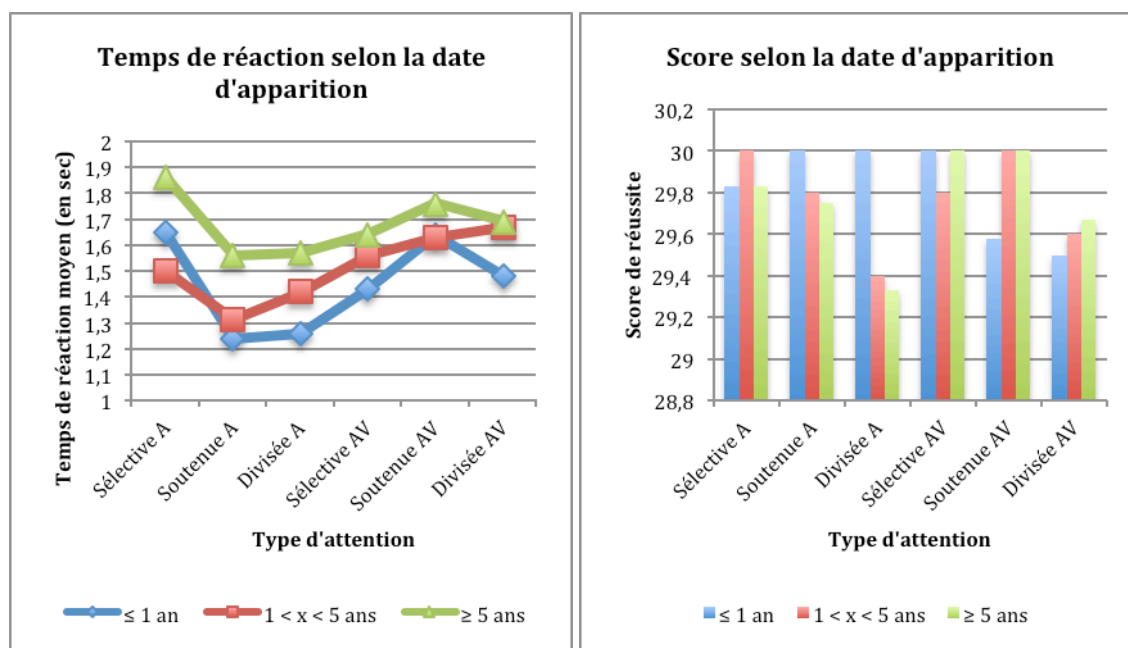 Temps de réaction selon la date
d'apparition
Temps de réaction moyen (en sec)
2
1,9
1,8
1,7
1,6
1,5
1,4
1,3
1,2
1,1
1
Sélective A
Soutenue A
Divisée A
Sélective AV
Soutenue AV
Divisée AV
Type d'attention
≤ 1 an
1 < x < 5 ans
≥ 5 ans
Score selon la date d'apparition
Score de réussite
30,2
30
29,8
29,6
29,4
29,2
29
28,8
Sélective A
Soutenue A
Divisée A
Sélective AV
Soutenue AV
Divisée AV
Type d'attention
≤ 1 an
1 < x < 5 ans
≥ 5 ans